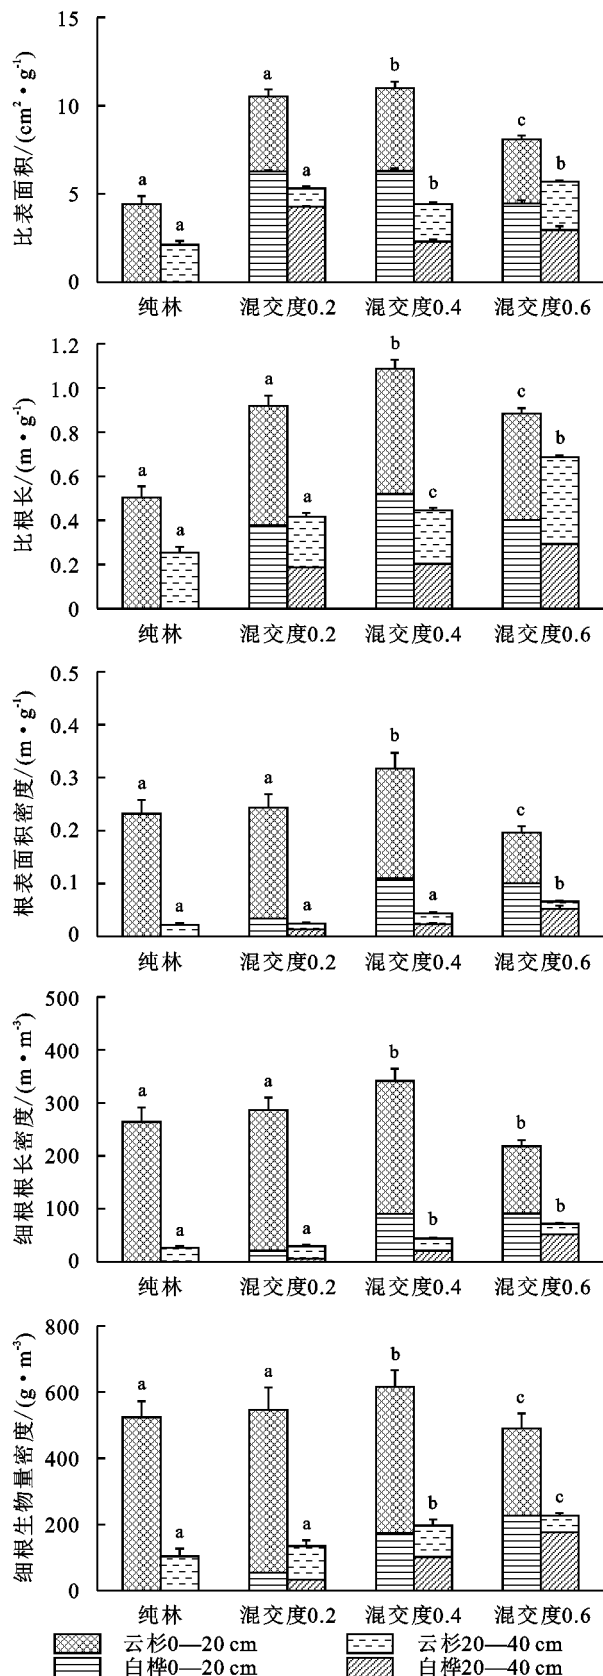 15
比表面积/(cm²·g⁻¹)
10
5
0
a
a
a
a
b
b
c
b
纯林 混交度0.2 混交度0.4 混交度0.6
1.2
比根长/(m·g⁻¹)
1.0
0.8
0.6
0.4
0.2
0
a
a
a
a
b
c
c
b
纯林 混交度0.2 混交度0.4 混交度0.6
0.5
根表面积密度/(m·g⁻¹)
0.4
0.3
0.2
0.1
0
a
a
a
a
b
a
c
b
纯林 混交度0.2 混交度0.4 混交度0.6
500
细根根长密度/(m·m⁻³)
400
300
200
100
0
a
a
a
a
b
b
b
b
纯林 混交度0.2 混交度0.4 混交度0.6
800
细根生物量密度/(g·m⁻³)
600
400
200
0
a
a
a
a
b
b
c
c
纯林 混交度0.2 混交度0.4 混交度0.6
云杉0—20 cm 云杉20—40 cm
白桦0—20 cm 白桦20—40 cm